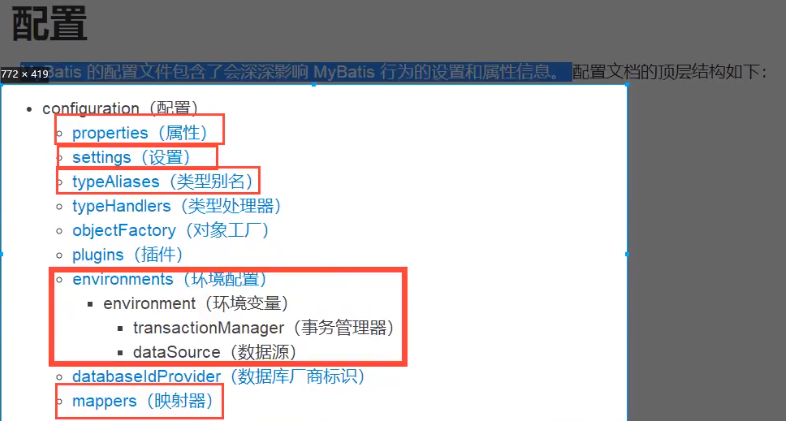 配置
MyBatis 的配置文件包含了会深深影响 MyBatis 行为的设置和属性信息。 配置文档的顶层结构如下：
772 × 419
configuration（配置）
properties（属性）
settings（设置）
typeAliases（类型别名）
typeHandlers（类型处理器）
objectFactory（对象工厂）
plugins（插件）
environments（环境配置）
environment（环境变量）
transactionManager（事务管理器）
dataSource（数据源）
databaseIdProvider（数据库厂商标识）
mappers（映射器）